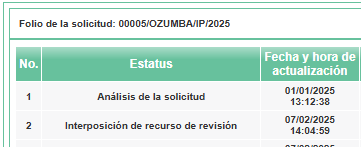 Folio de la solicitud: 00005/OZUMBA/IP/2025
No. Estatus Fecha y hora de actualización
1 Análisis de la solicitud 01/01/2025 13:12:38
2 Interposición de recurso de revisión 07/02/2025 14:04:59